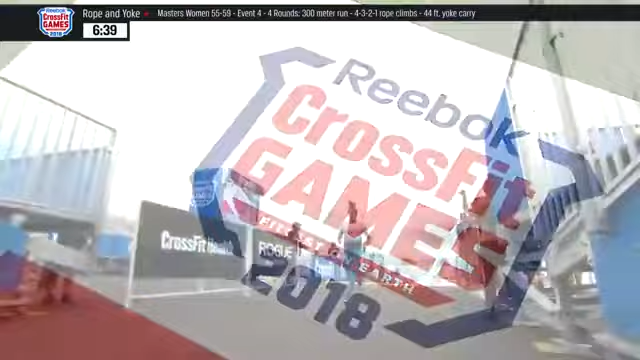 Reebok
CrossFit
GAMES
2018
Rope and Yoke ★ Masters Women 55-59 - Event 4 - 4 Rounds: 300 meter run - 4-3-2-1 rope climbs - 44 ft. yoke carry
6:39
Reebok
CrossFit
GAMES
FITTEST ON EARTH
2018
CrossFit Health
ROGUE